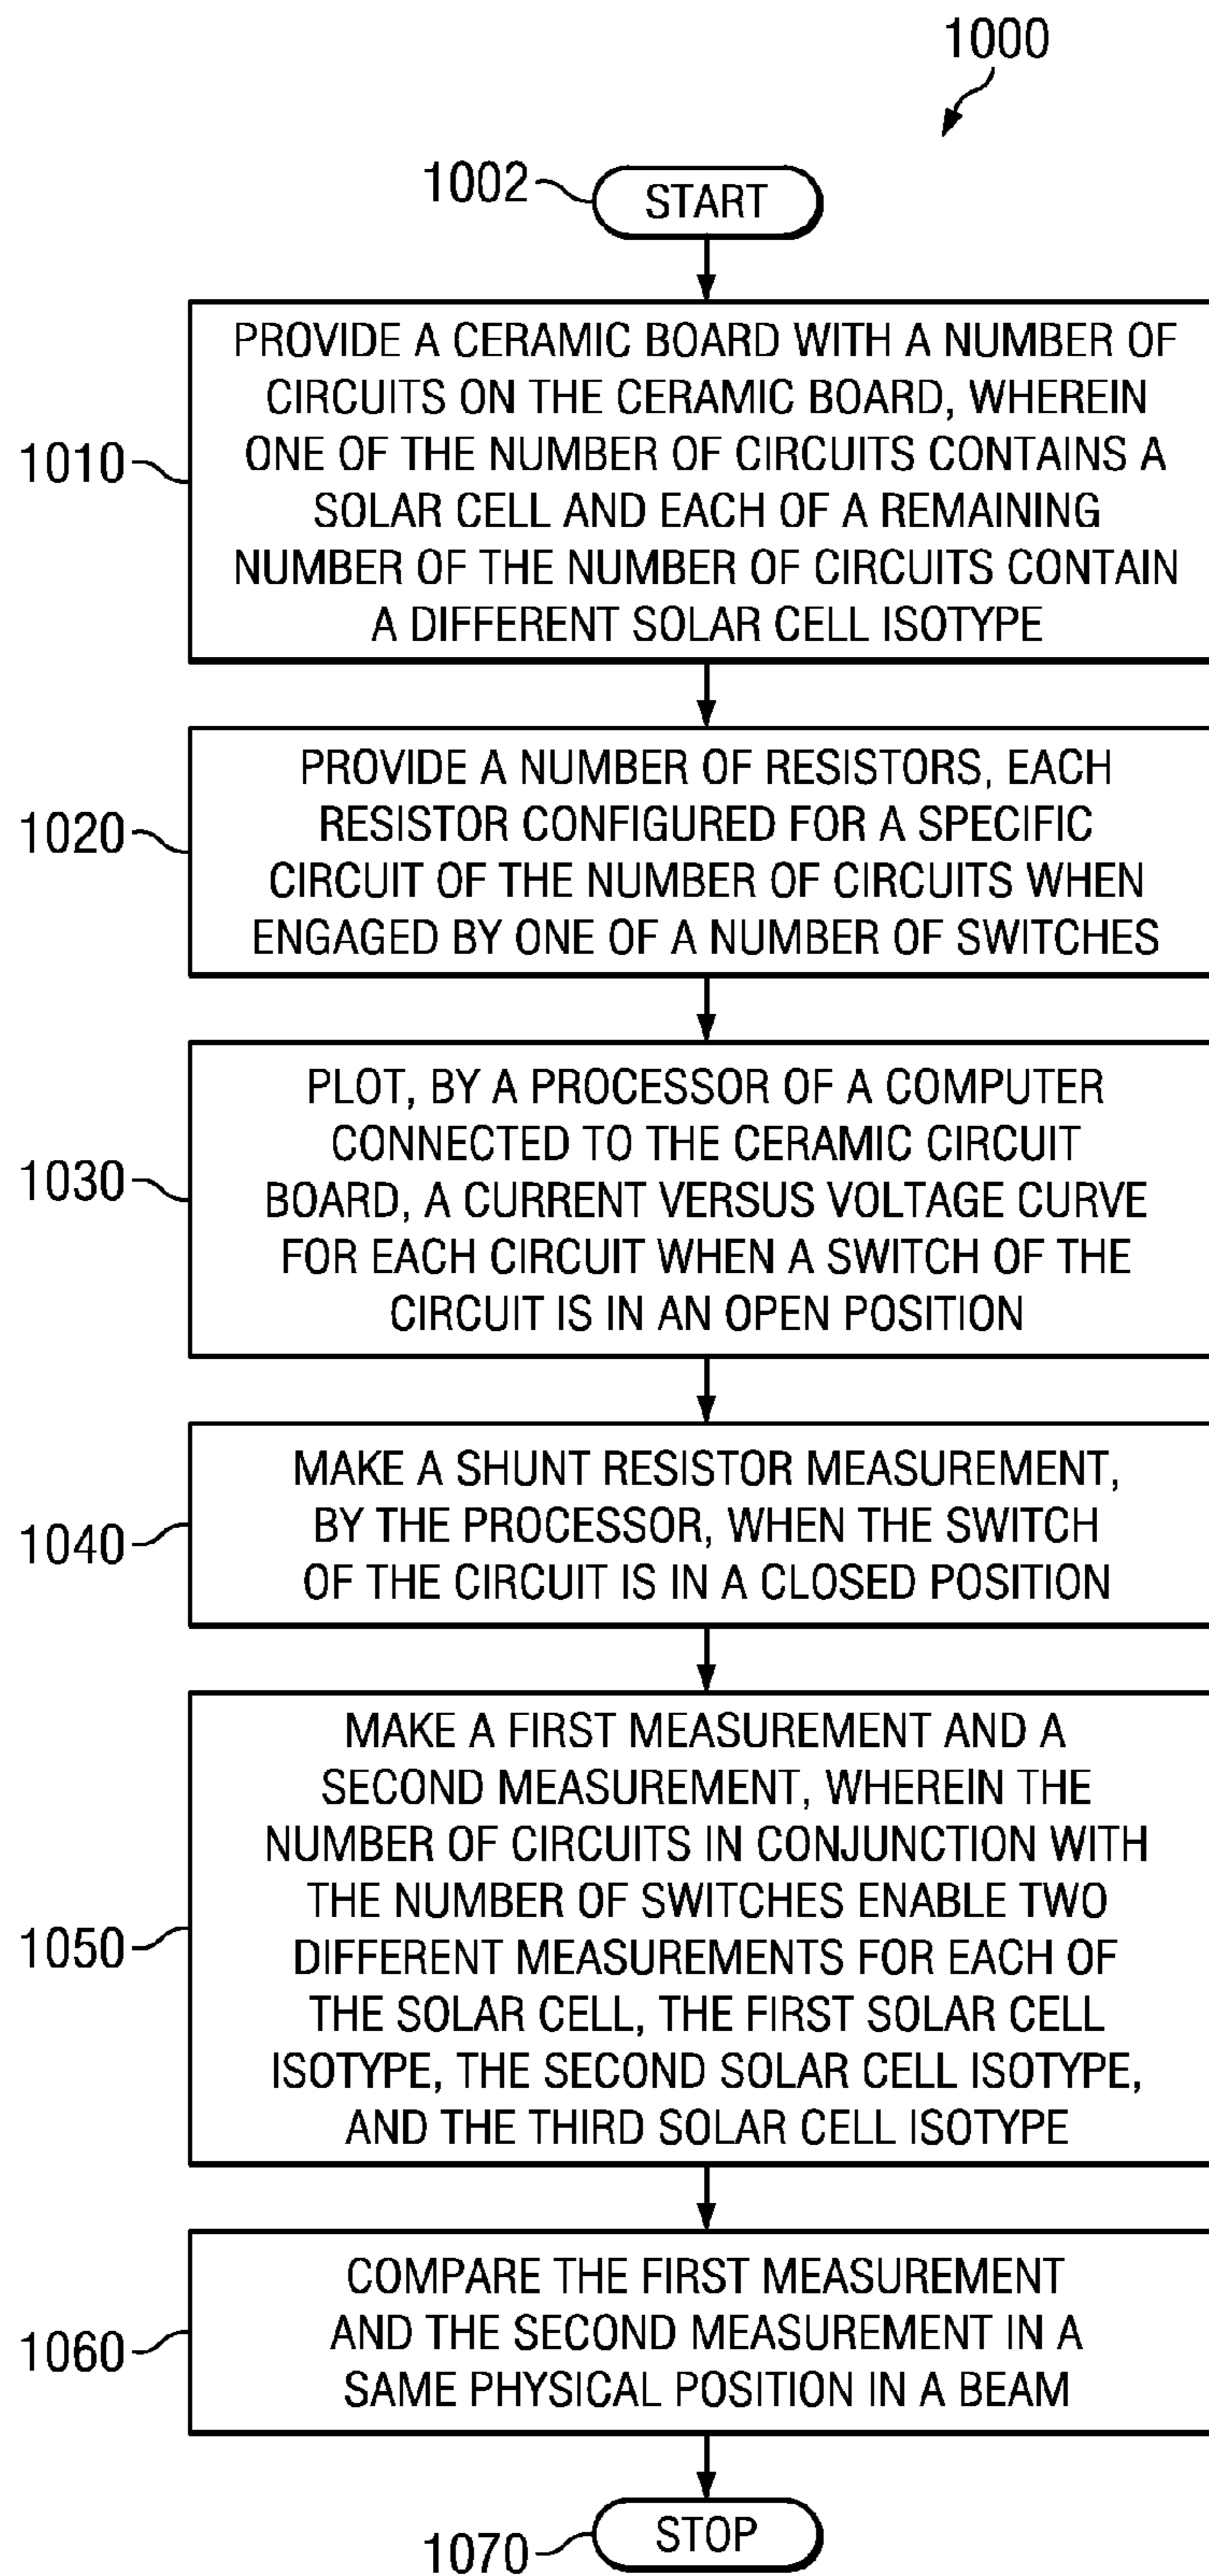 1000
1002
START
PROVIDE A CERAMIC BOARD WITH A NUMBER OF
CIRCUITS ON THE CERAMIC BOARD, WHEREIN
ONE OF THE NUMBER OF CIRCUITS CONTAINS A
SOLAR CELL AND EACH OF A REMAINING
NUMBER OF THE NUMBER OF CIRCUITS CONTAIN
A DIFFERENT SOLAR CELL ISOTYPE
1010
PROVIDE A NUMBER OF RESISTORS, EACH
RESISTOR CONFIGURED FOR A SPECIFIC
CIRCUIT OF THE NUMBER OF CIRCUITS WHEN
ENGAGED BY ONE OF A NUMBER OF SWITCHES
1020
PLOT, BY A PROCESSOR OF A COMPUTER
CONNECTED TO THE CERAMIC CIRCUIT
BOARD, A CURRENT VERSUS VOLTAGE CURVE
FOR EACH CIRCUIT WHEN A SWITCH OF THE
CIRCUIT IS IN AN OPEN POSITION
1030
MAKE A SHUNT RESISTOR MEASUREMENT,
BY THE PROCESSOR, WHEN THE SWITCH
OF THE CIRCUIT IS IN A CLOSED POSITION
1040
MAKE A FIRST MEASUREMENT AND A
SECOND MEASUREMENT, WHEREIN THE
NUMBER OF CIRCUITS IN CONJUNCTION WITH
THE NUMBER OF SWITCHES ENABLE TWO
DIFFERENT MEASUREMENTS FOR EACH OF
THE SOLAR CELL, THE FIRST SOLAR CELL
ISOTYPE, THE SECOND SOLAR CELL ISOTYPE,
AND THE THIRD SOLAR CELL ISOTYPE
1050
COMPARE THE FIRST MEASUREMENT
AND THE SECOND MEASUREMENT IN A
SAME PHYSICAL POSITION IN A BEAM
1060
STOP
1070